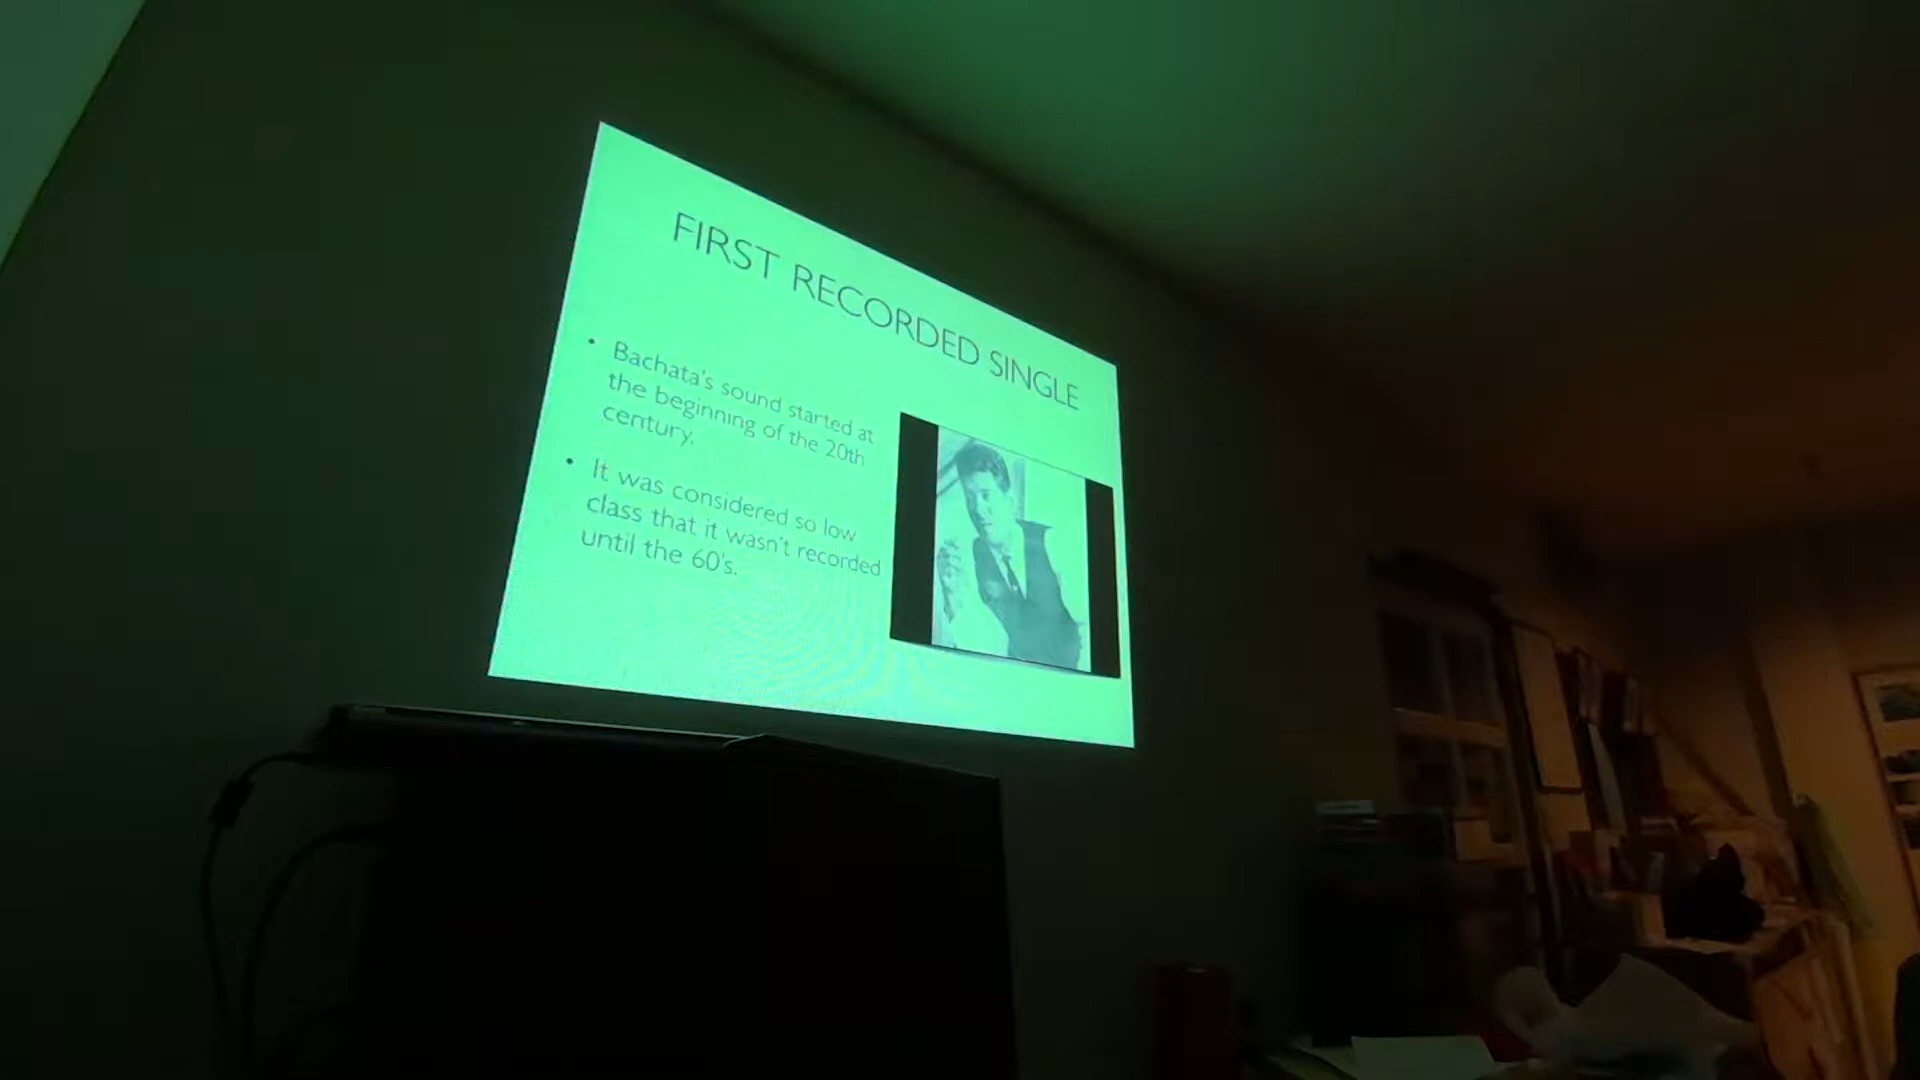 FIRST RECORDED SINGLE
• Bachata's sound started at
the beginning of the 20th
century.
• It was considered so low
class that it wasn't recorded
until the 60's.